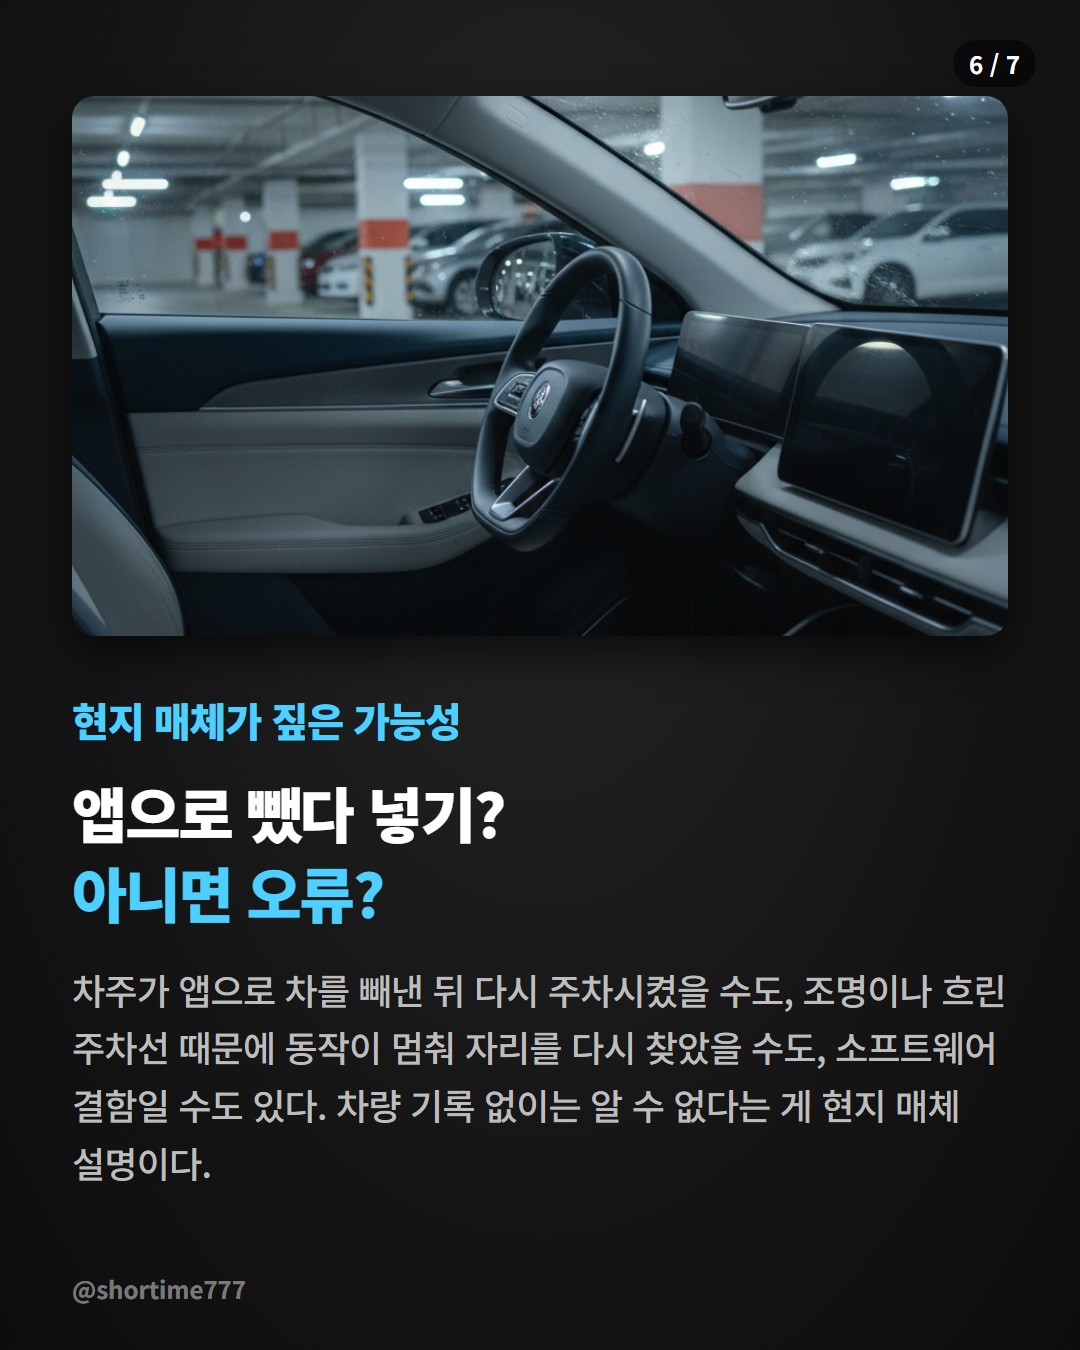 6 / 7
현지 매체가 짚은 가능성
앱으로 뺐다 넣기?
아니면 오류?
차주가 앱으로 차를 빼낸 뒤 다시 주차시켰을 수도, 조명이나 흐린
주차선 때문에 동작이 멈춰 자리를 다시 찾았을 수도, 소프트웨어
결함일 수도 있다. 차량 기록 없이는 알 수 없다는 게 현지 매체
설명이다.
@shortime777